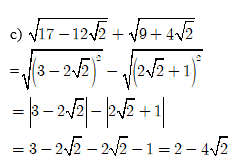 c) √(17 − 12√2) + √(9 + 4√2)
= √((3 − 2√2)²) − √((2√2 + 1)²)
= |3 − 2√2| − |2√2 + 1|
= 3 − 2√2 − 2√2 − 1 = 2 − 4√2